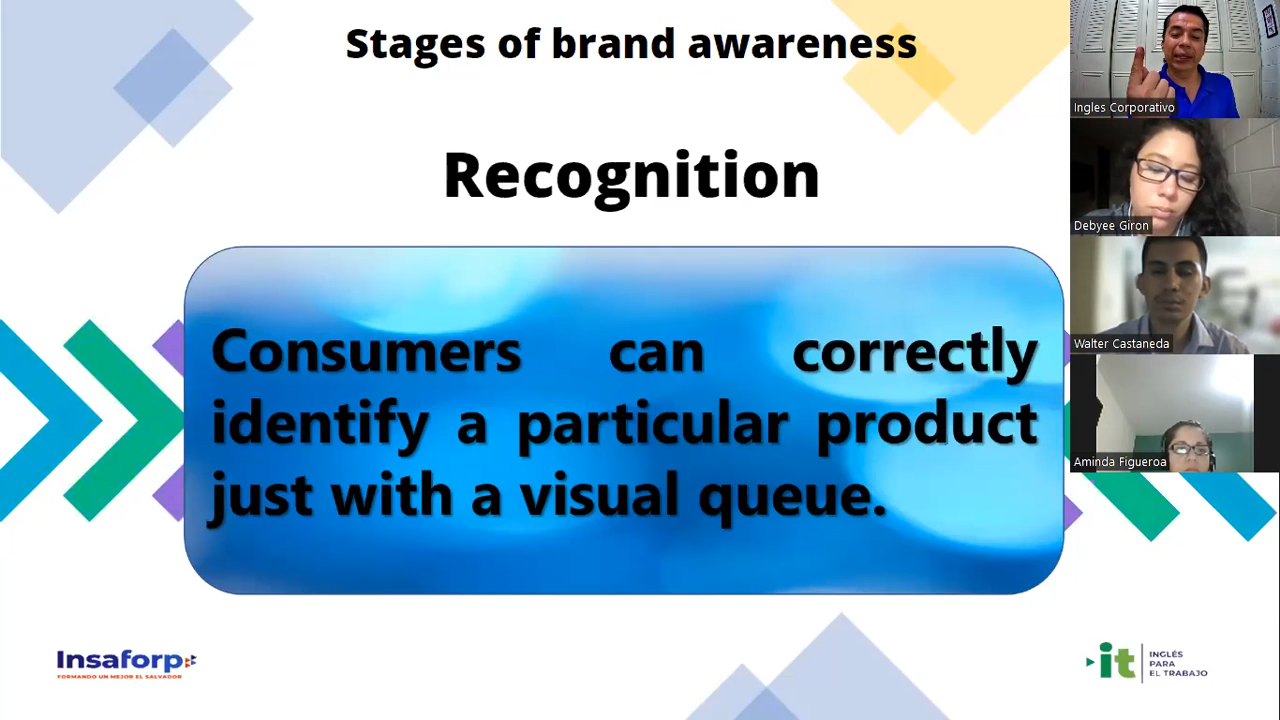 Stages of brand awareness
Recognition
Consumers can correctly
identify a particular product
just with a visual queue.
Insaforp
FORMANDO UN MEJOR EL SALVADOR
it
INGLÉS
PARA
EL TRABAJO
Ingles Corporativo
Debyee Giron
Walter Castaneda
Aminda Figueroa